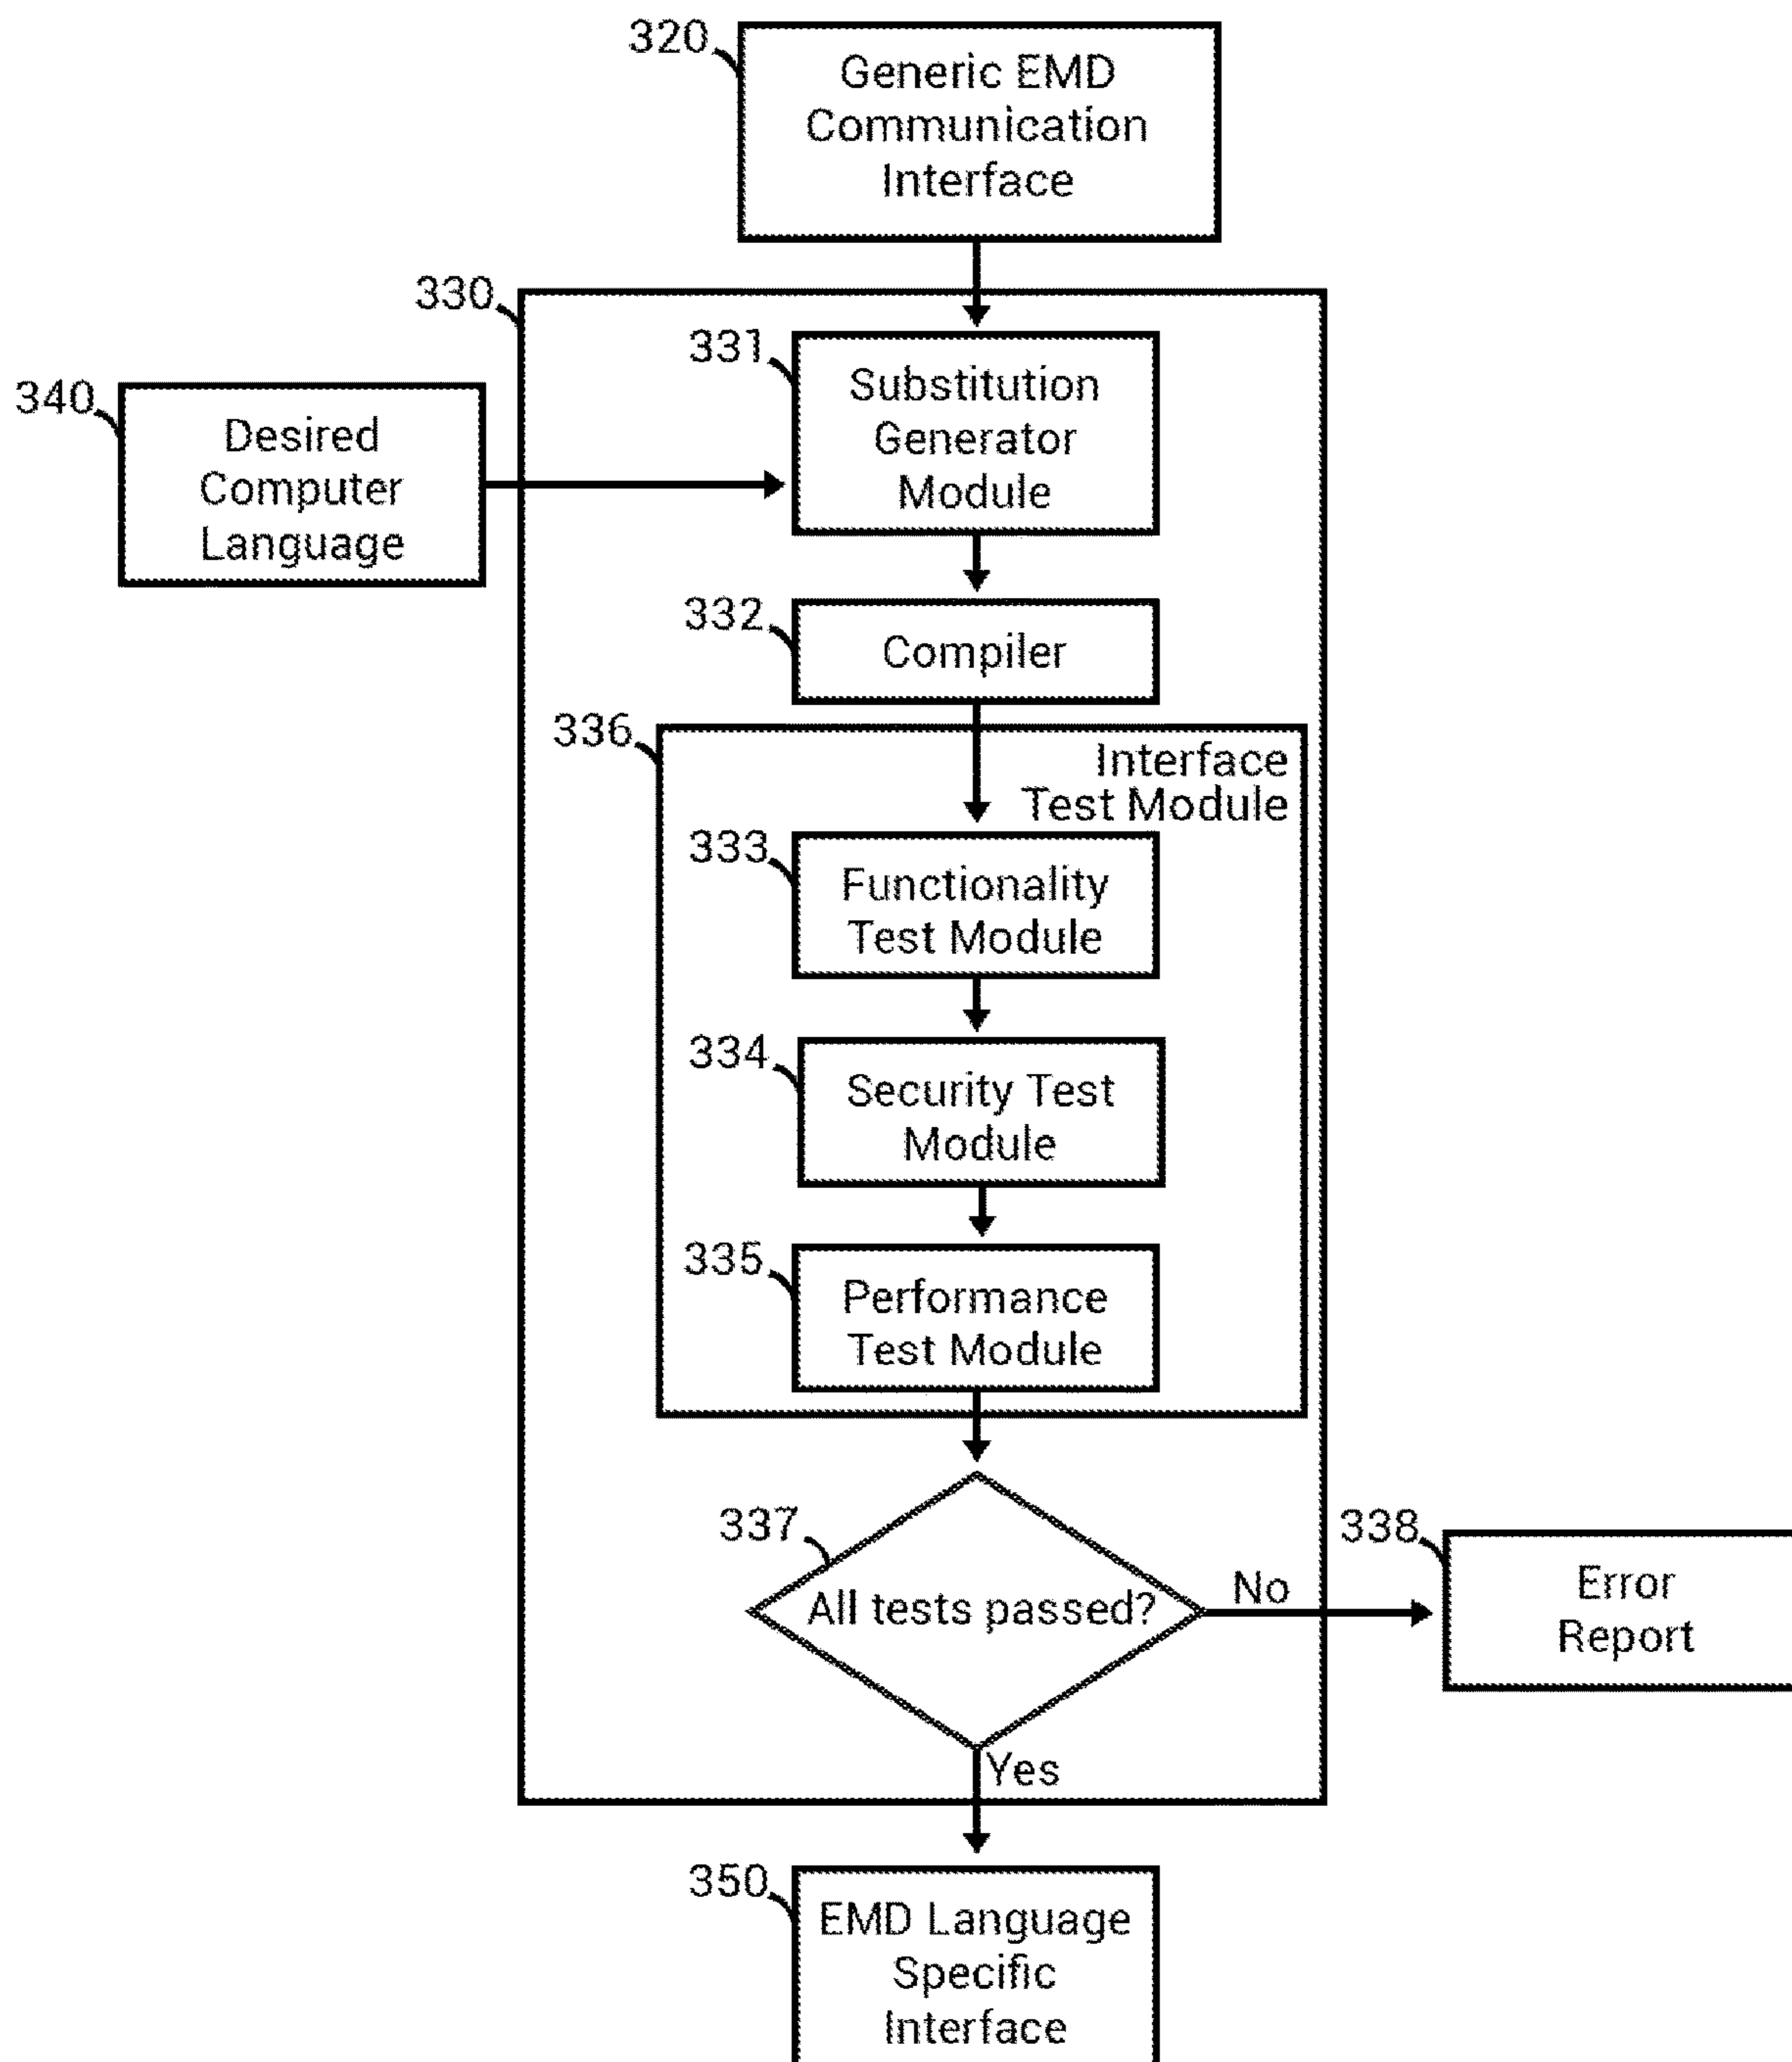 320
Generic EMD
Communication
Interface
330
331
Substitution
Generator
Module
340
Desired
Computer
Language
332
Compiler
336
Interface
Test Module
333
Functionality
Test Module
334
Security Test
Module
335
Performance
Test Module
337
All tests passed?
No
338
Error
Report
Yes
350
EMD Language
Specific
Interface